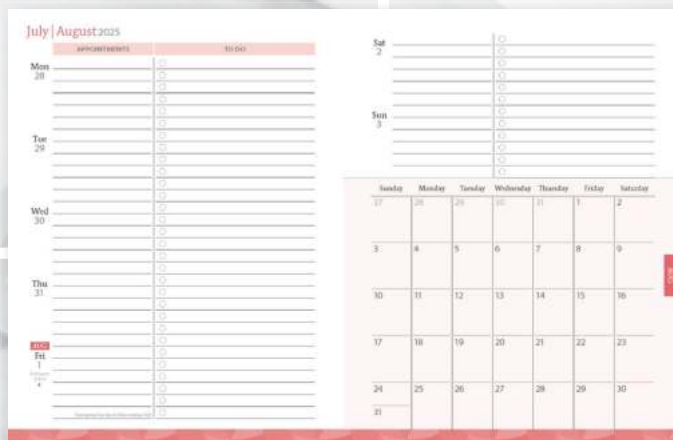 July | August 2025
APPOINTMENTS TO DO
Mon
28
Tue
29
Wed
30
Thu
31
AUG
Fri
1
Sat
2
Sun
3
Sunday Monday Tuesday Wednesday Thursday Friday Saturday
27 28 29 30 31 1 2
3 4 5 6 7 8 9
10 11 12 13 14 15 16
17 18 19 20 21 22 23
24 25 26 27 28 29 30
31
AUG